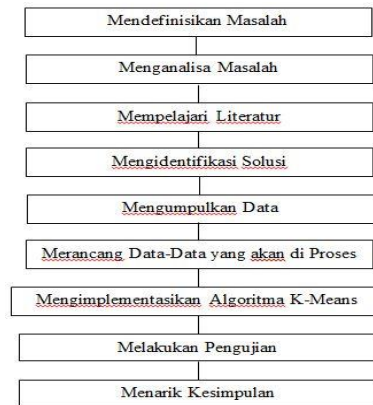 Mendefinisikan Masalah
Menganalisa Masalah
Mempelajari Literatur
Mengidentifikasi Solusi
Mengumpulkan Data
Merancang Data-Data yang akan di Proses
Mengimplementasikan Algoritma K-Means
Melakukan Pengujian
Menarik Kesimpulan